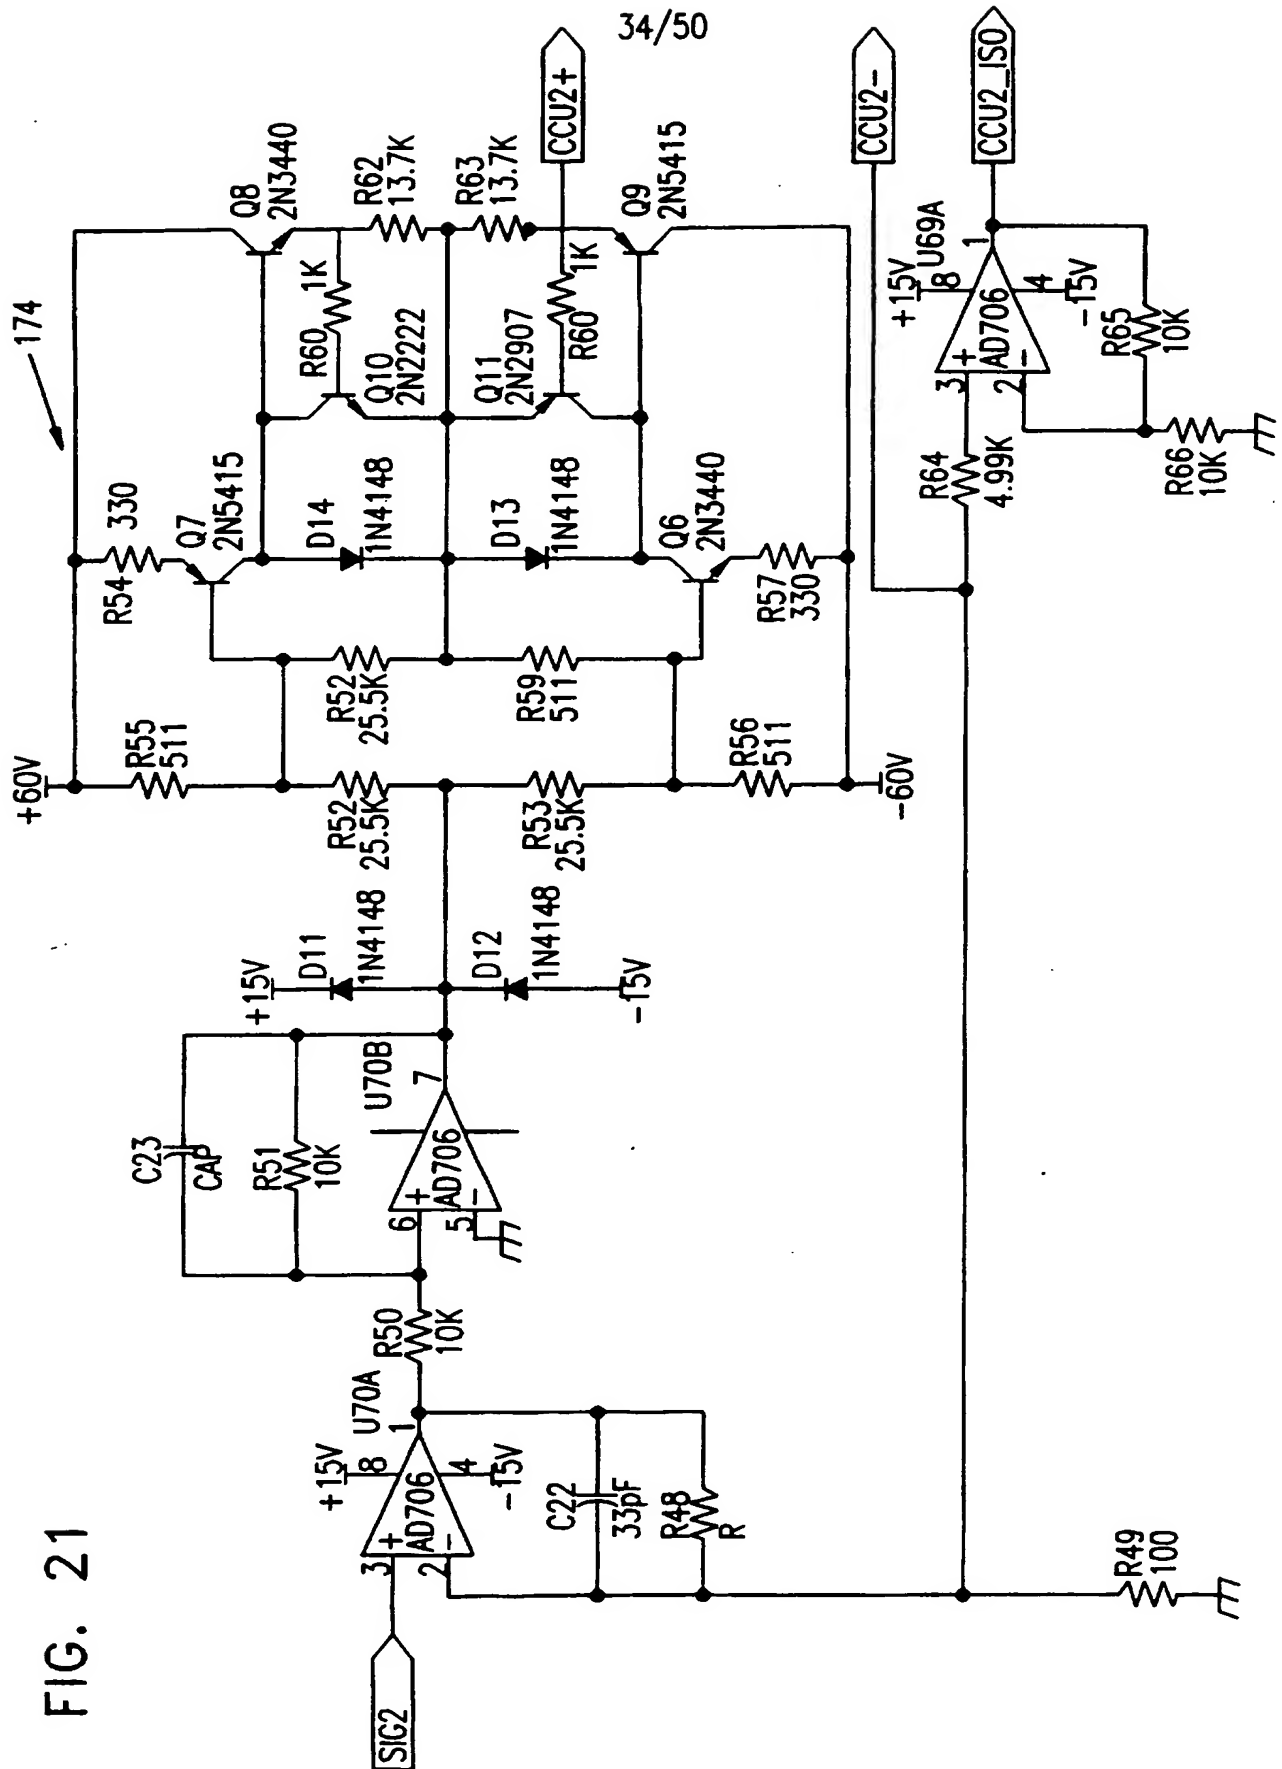 34/50
FIG. 21
174
SIG2
+15V
8
3
+
AD706
U70A
1
2
-
4
-15V
C22
33pF
R48
R
R49
100
R50
10K
C23
CAP
R51
10K
6
+
AD706
U70B
7
5
-
+15V
D11
1N4148
D12
1N4148
-15V
+60V
R55
511
R52
25.5K
R53
25.5K
R56
511
-60V
R52
25.5K
R59
511
R54
330
Q7
2N5415
D14
1N4148
D13
1N4148
Q6
2N3440
R57
330
R60
1K
Q10
2N2222
Q11
2N2907
R60
1K
Q8
2N3440
R62
13.7K
R63
13.7K
Q9
2N5415
CCU2+
CCU2-
CCU2_ISO
R64
4.99K
+15V
8
U69A
1
3
+
AD706
2
-
4
-15V
R65
10K
R66
10K